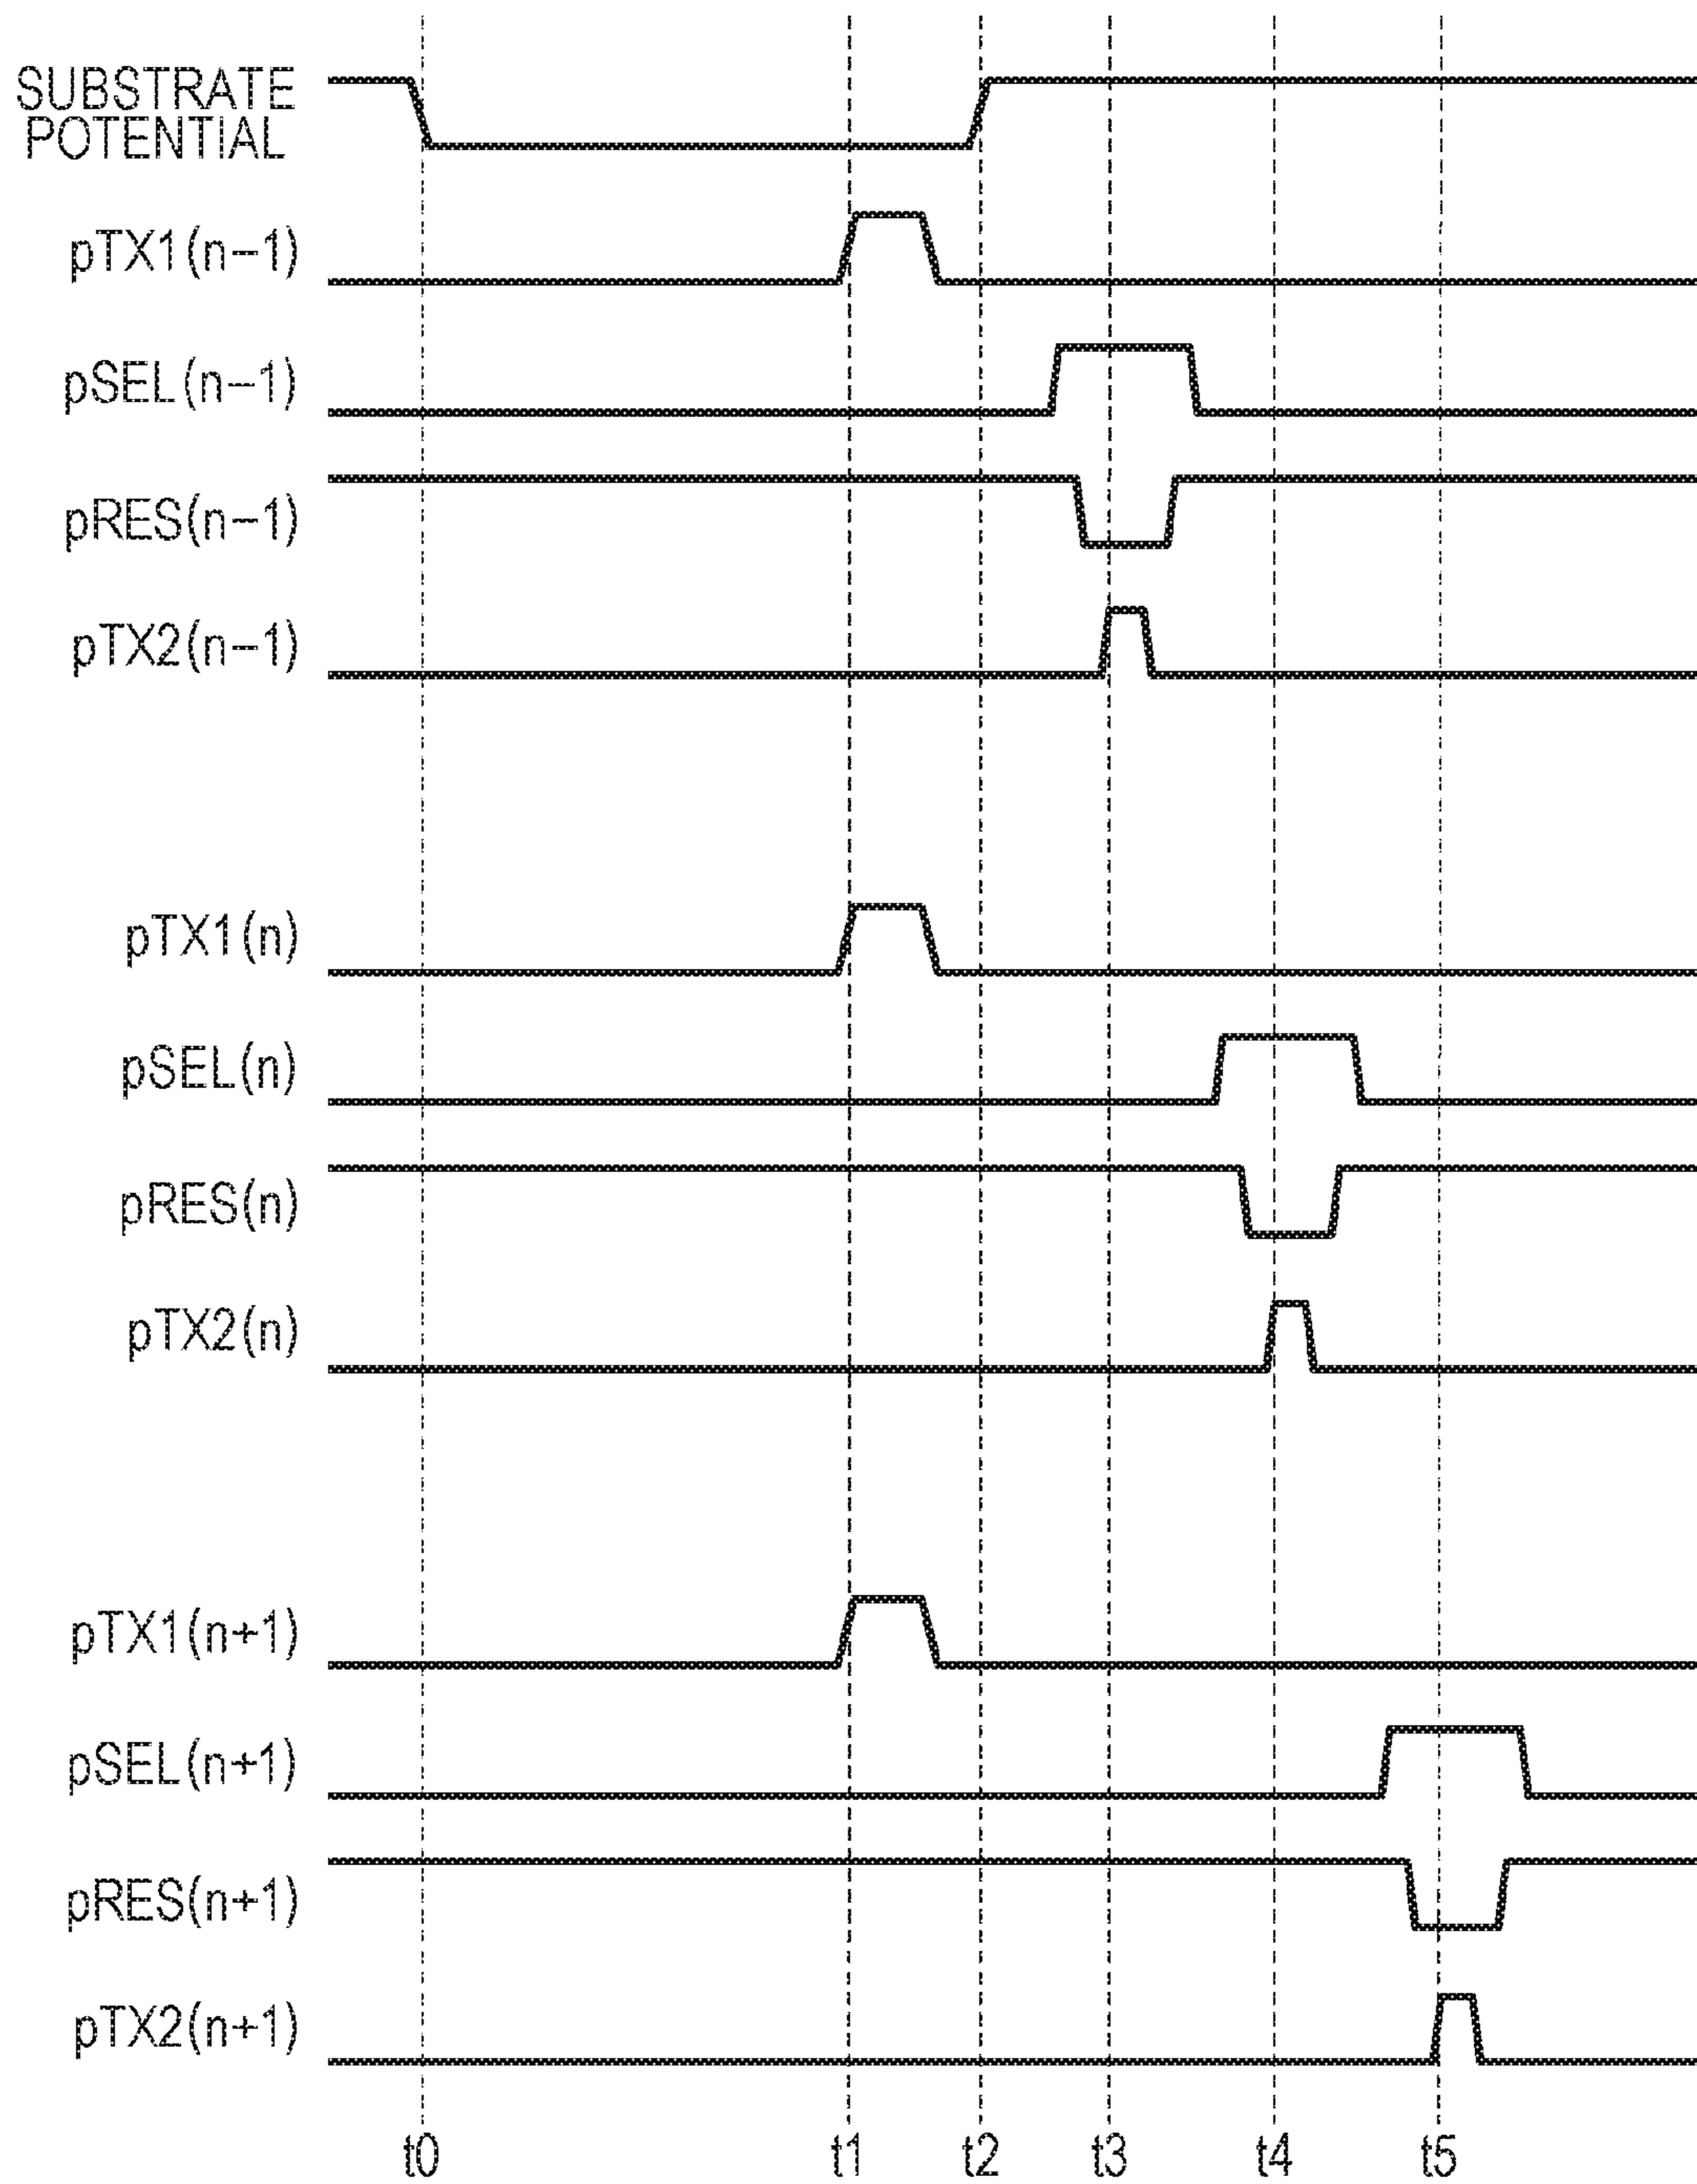 SUBSTRATE
POTENTIAL
pTX1(n−1)
pSEL(n−1)
pRES(n−1)
pTX2(n−1)
pTX1(n)
pSEL(n)
pRES(n)
pTX2(n)
pTX1(n+1)
pSEL(n+1)
pRES(n+1)
pTX2(n+1)
t0 t1 t2 t3 t4 t5